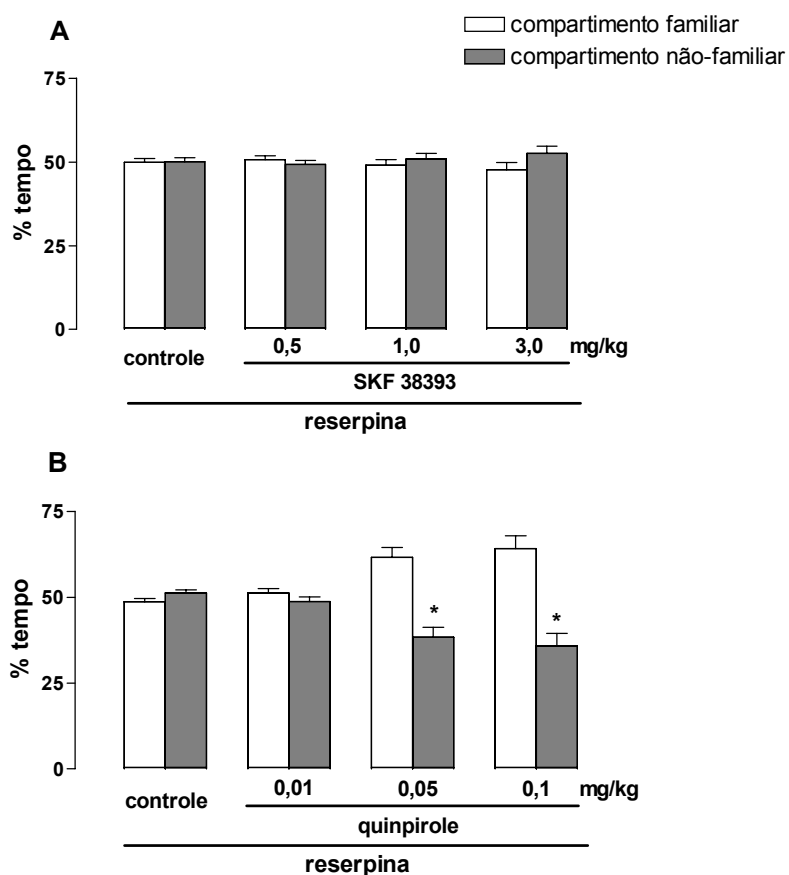 A
compartimento familiar
compartimento não-familiar
% tempo
75
50
25
0
controle
0,5 1,0 3,0 mg/kg
SKF 38393
reserpina
B
% tempo
75
50
25
0
* *
controle
0,01 0,05 0,1 mg/kg
quinpirole
reserpina